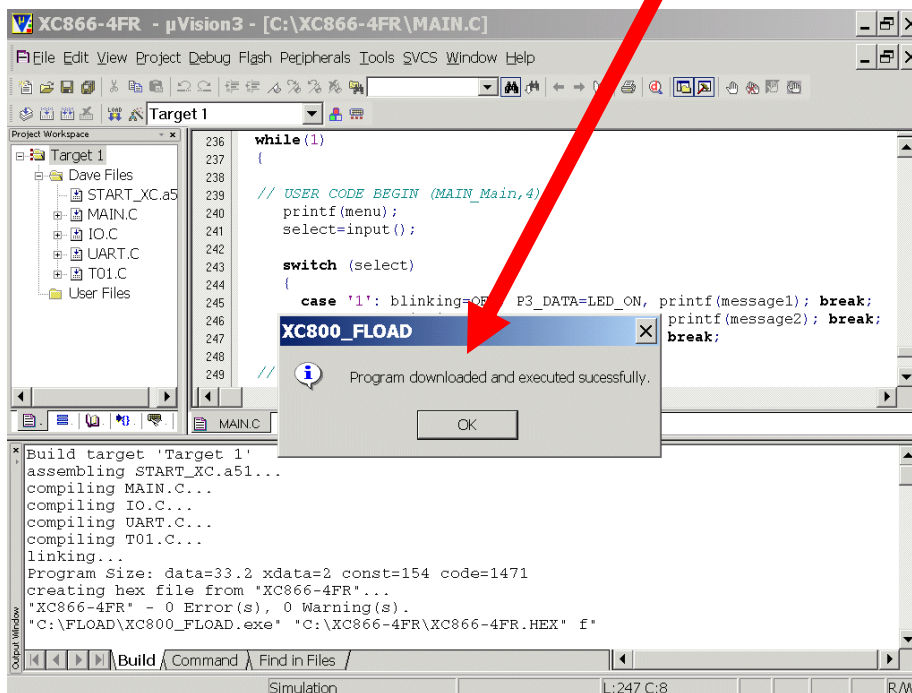 XC866-4FR - µVision3 - [C:\XC866-4FR\MAIN.C]
File Edit View Project Debug Flash Peripherals Tools SVCS Window Help
LOAD Target 1
Project Workspace
Target 1
Dave Files
START_XC.a5
MAIN.C
IO.C
UART.C
T01.C
User Files
236 while(1)
237 {
238
239 // USER CODE BEGIN (MAIN_Main,4)
240 printf(menu);
241 select=input();
242
243 switch (select)
244 {
245 case '1': blinking=OFF, P3_DATA=LED_ON, printf(message1); break;
246 printf(message2); break;
247 break;
248
249 //
XC800_FLOAD
Program downloaded and executed sucessfully.
OK
MAIN.C
Build target 'Target 1'
assembling START_XC.a51...
compiling MAIN.C...
compiling IO.C...
compiling UART.C...
compiling T01.C...
linking...
Program Size: data=33.2 xdata=2 const=154 code=1471
creating hex file from "XC866-4FR"...
"XC866-4FR" - 0 Error(s), 0 Warning(s).
"C:\FLOAD\XC800_FLOAD.exe" "C:\XC866-4FR\XC866-4FR.HEX" f"
Output Window
Build Command Find in Files
Simulation L:247 C:8 R/W